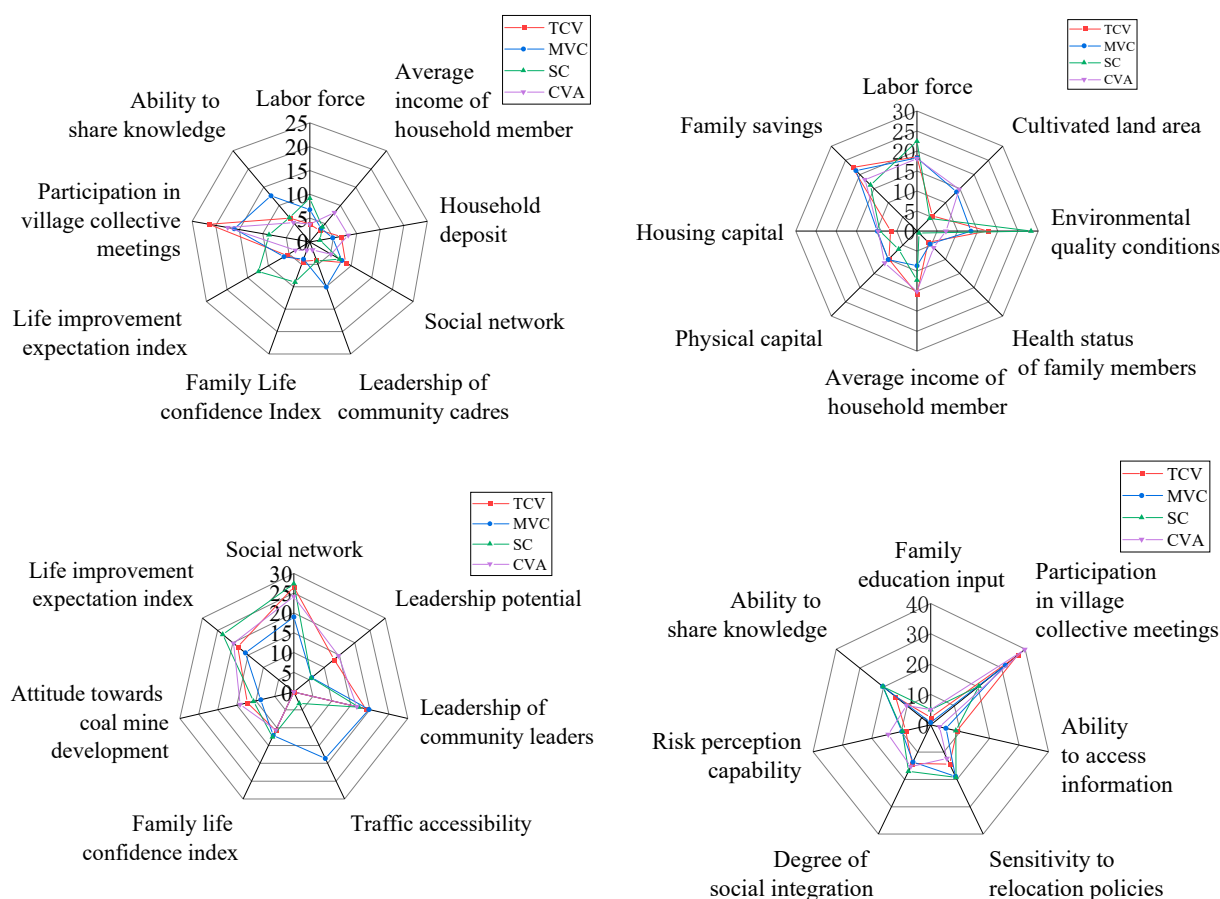 TCV
MVC
SC
CVA
Average
income of
household member
Labor force
Ability to
share knowledge
Participation in
village collective
meetings
Household
deposit
Life improvement
expectation index
Social network
Family Life
confidence Index
Leadership of
community cadres
25
20
15
10
5
0
TCV
MVC
SC
CVA
Labor force
Family savings
Cultivated land area
Housing capital
Environmental
quality conditions
Physical capital
Health status
of family members
Average income of
household member
30
25
20
15
10
5
0
TCV
MVC
SC
CVA
Social network
Life improvement
expectation index
Leadership potential
Attitude towards
coal mine
development
Leadership of
community leaders
Family life
confidence index
Traffic accessibility
30
25
20
15
10
5
0
TCV
MVC
SC
CVA
Family
education input
Participation
in village
collective meetings
Ability to
share knowledge
Risk perception
capability
Ability
to access
information
Degree of
social integration
Sensitivity to
relocation policies
40
30
20
10
0